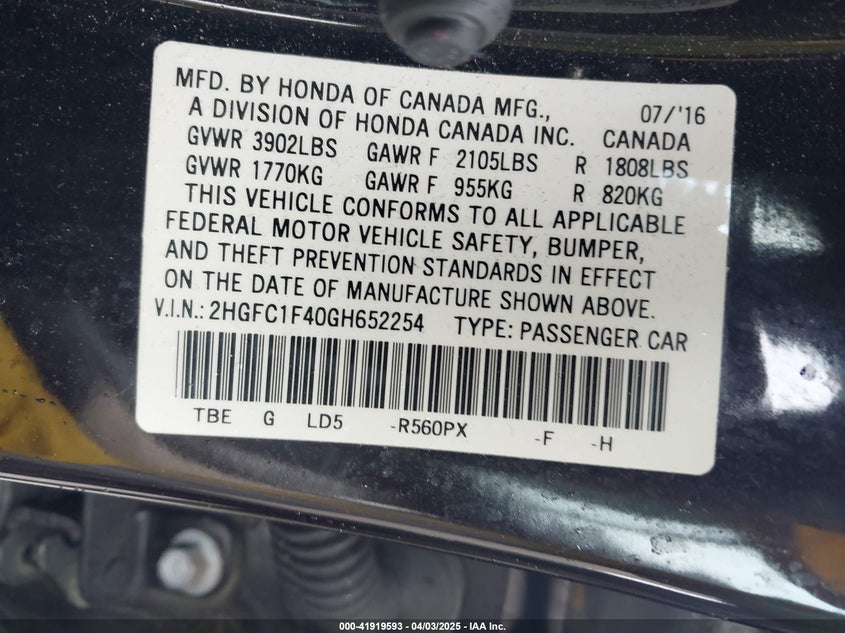 MFD. BY HONDA OF CANADA MFG., 07/'16
A DIVISION OF HONDA CANADA INC. CANADA
GVWR 3902LBS GAWR F 2105LBS R 1808LBS
GVWR 1770KG GAWR F 955KG R 820KG
THIS VEHICLE CONFORMS TO ALL APPLICABLE
FEDERAL MOTOR VEHICLE SAFETY, BUMPER,
AND THEFT PREVENTION STANDARDS IN EFFECT
ON THE DATE OF MANUFACTURE SHOWN ABOVE.
V.I.N.: 2HGFC1F40GH652254 TYPE: PASSENGER CAR
TBE G LD5 -R560PX -F -H
000-41919593 - 04/03/2025 - IAA Inc.